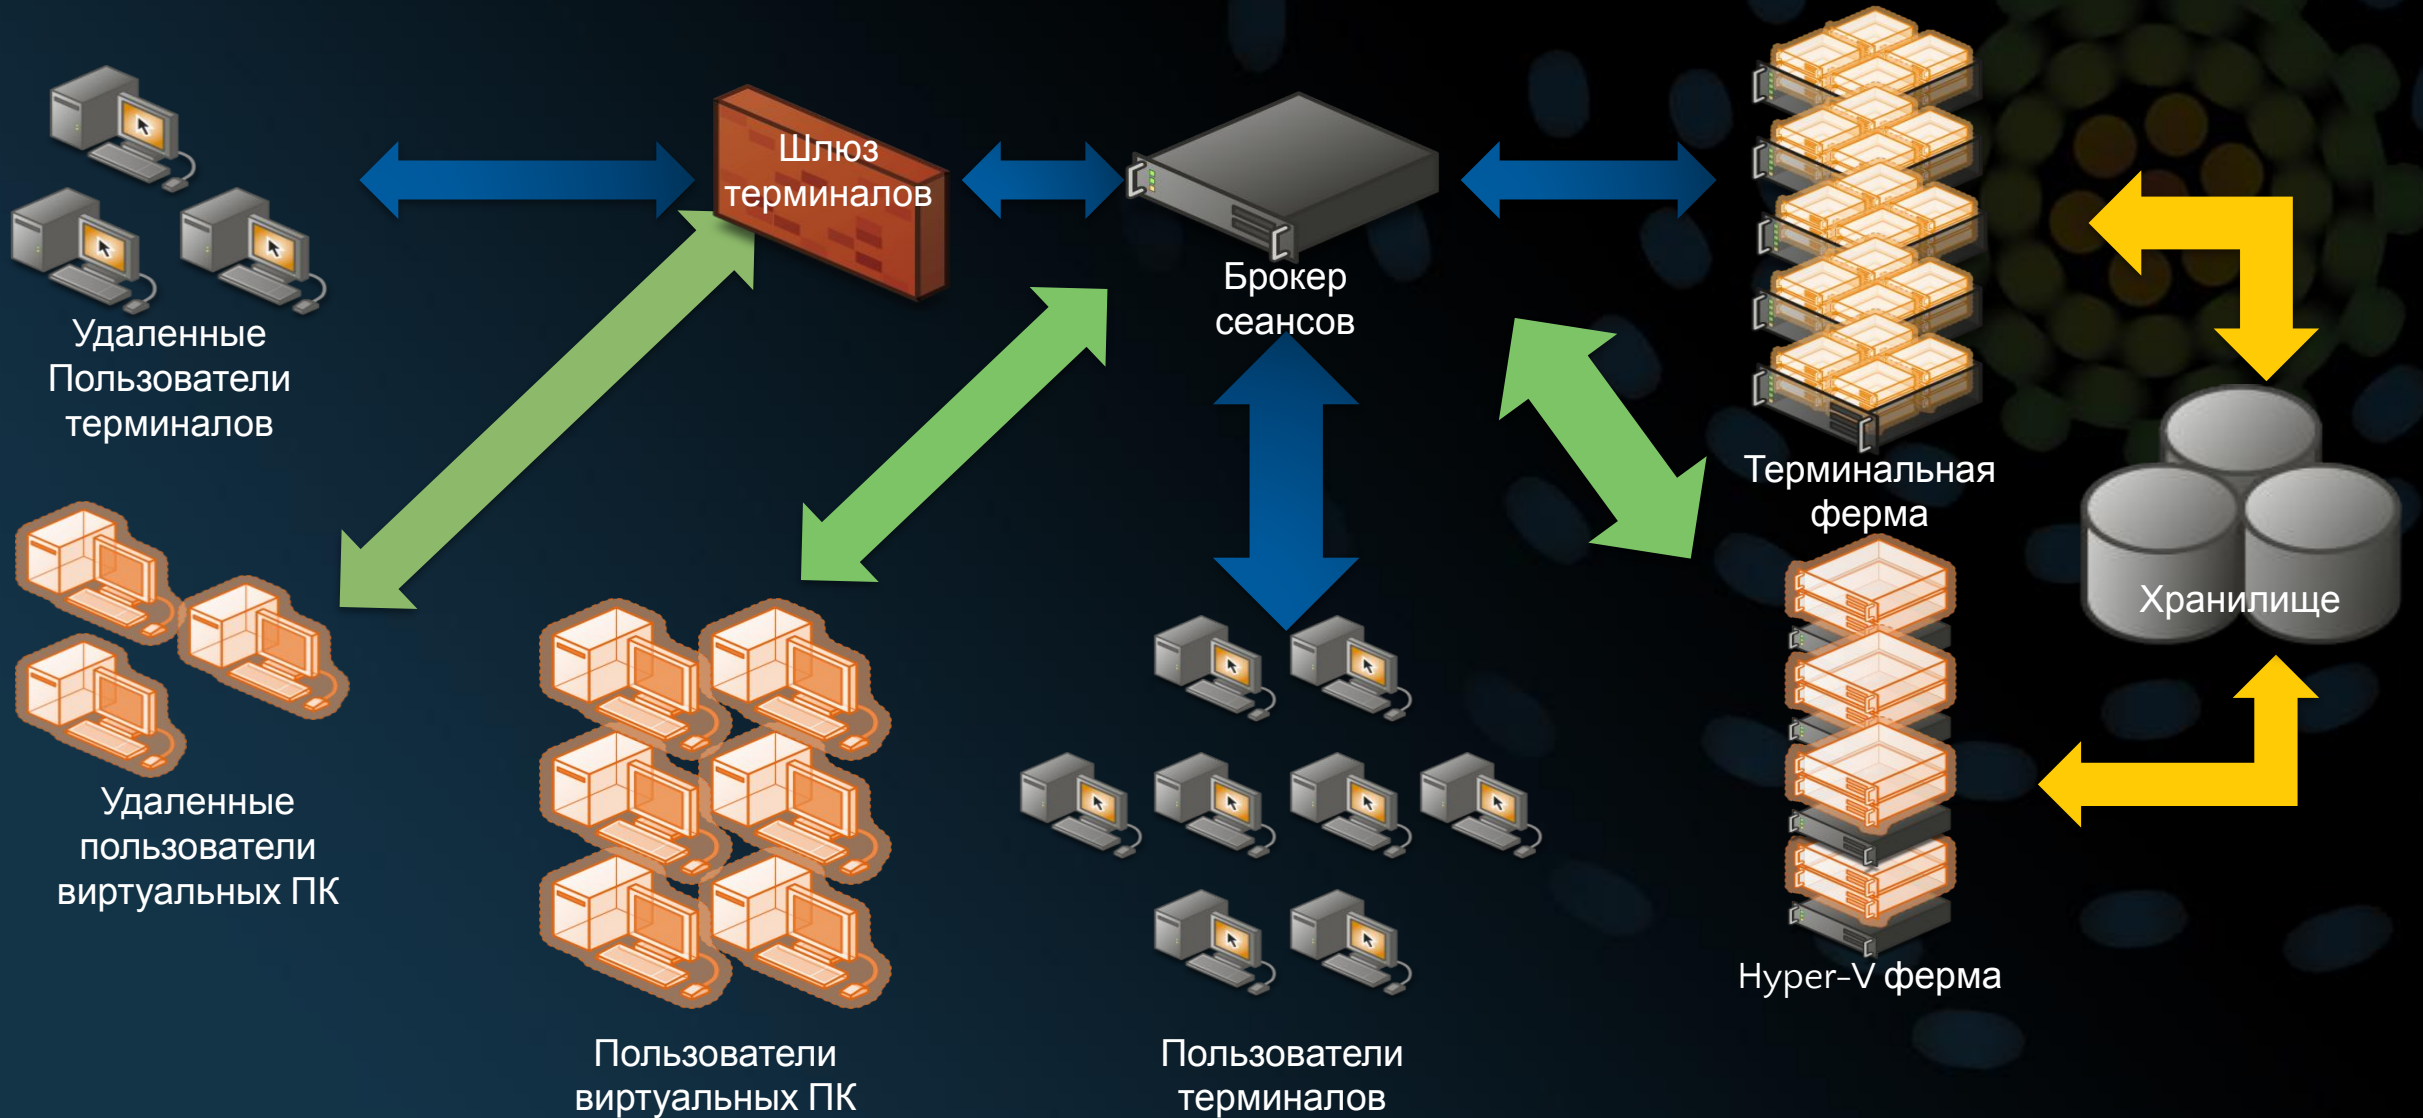 Шлюз
терминалов
Брокер
сеансов
Удаленные
Пользователи
терминалов
Терминальная
ферма
Хранилище
Удаленные
пользователи
виртуальных ПК
Hyper-V ферма
Пользователи
виртуальных ПК
Пользователи
терминалов